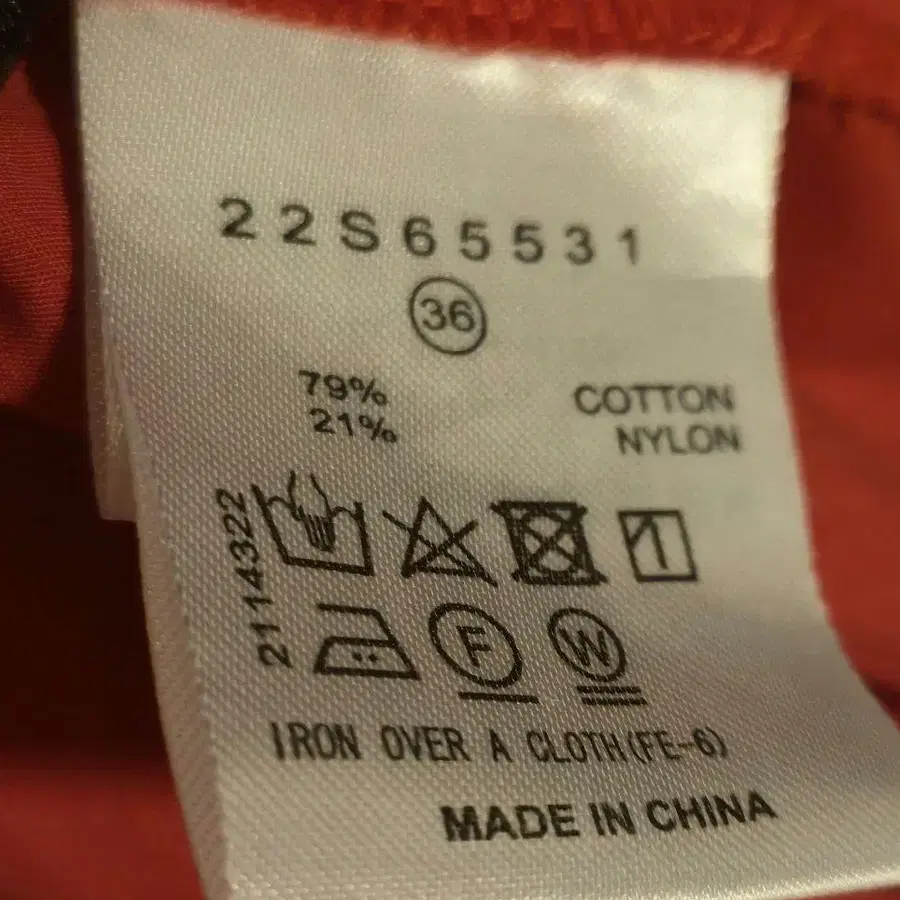 22S65531
36
79% COTTON
21% NYLON
2114322
F W
IRON OVER A CLOTH(FE-6)
MADE IN CHINA